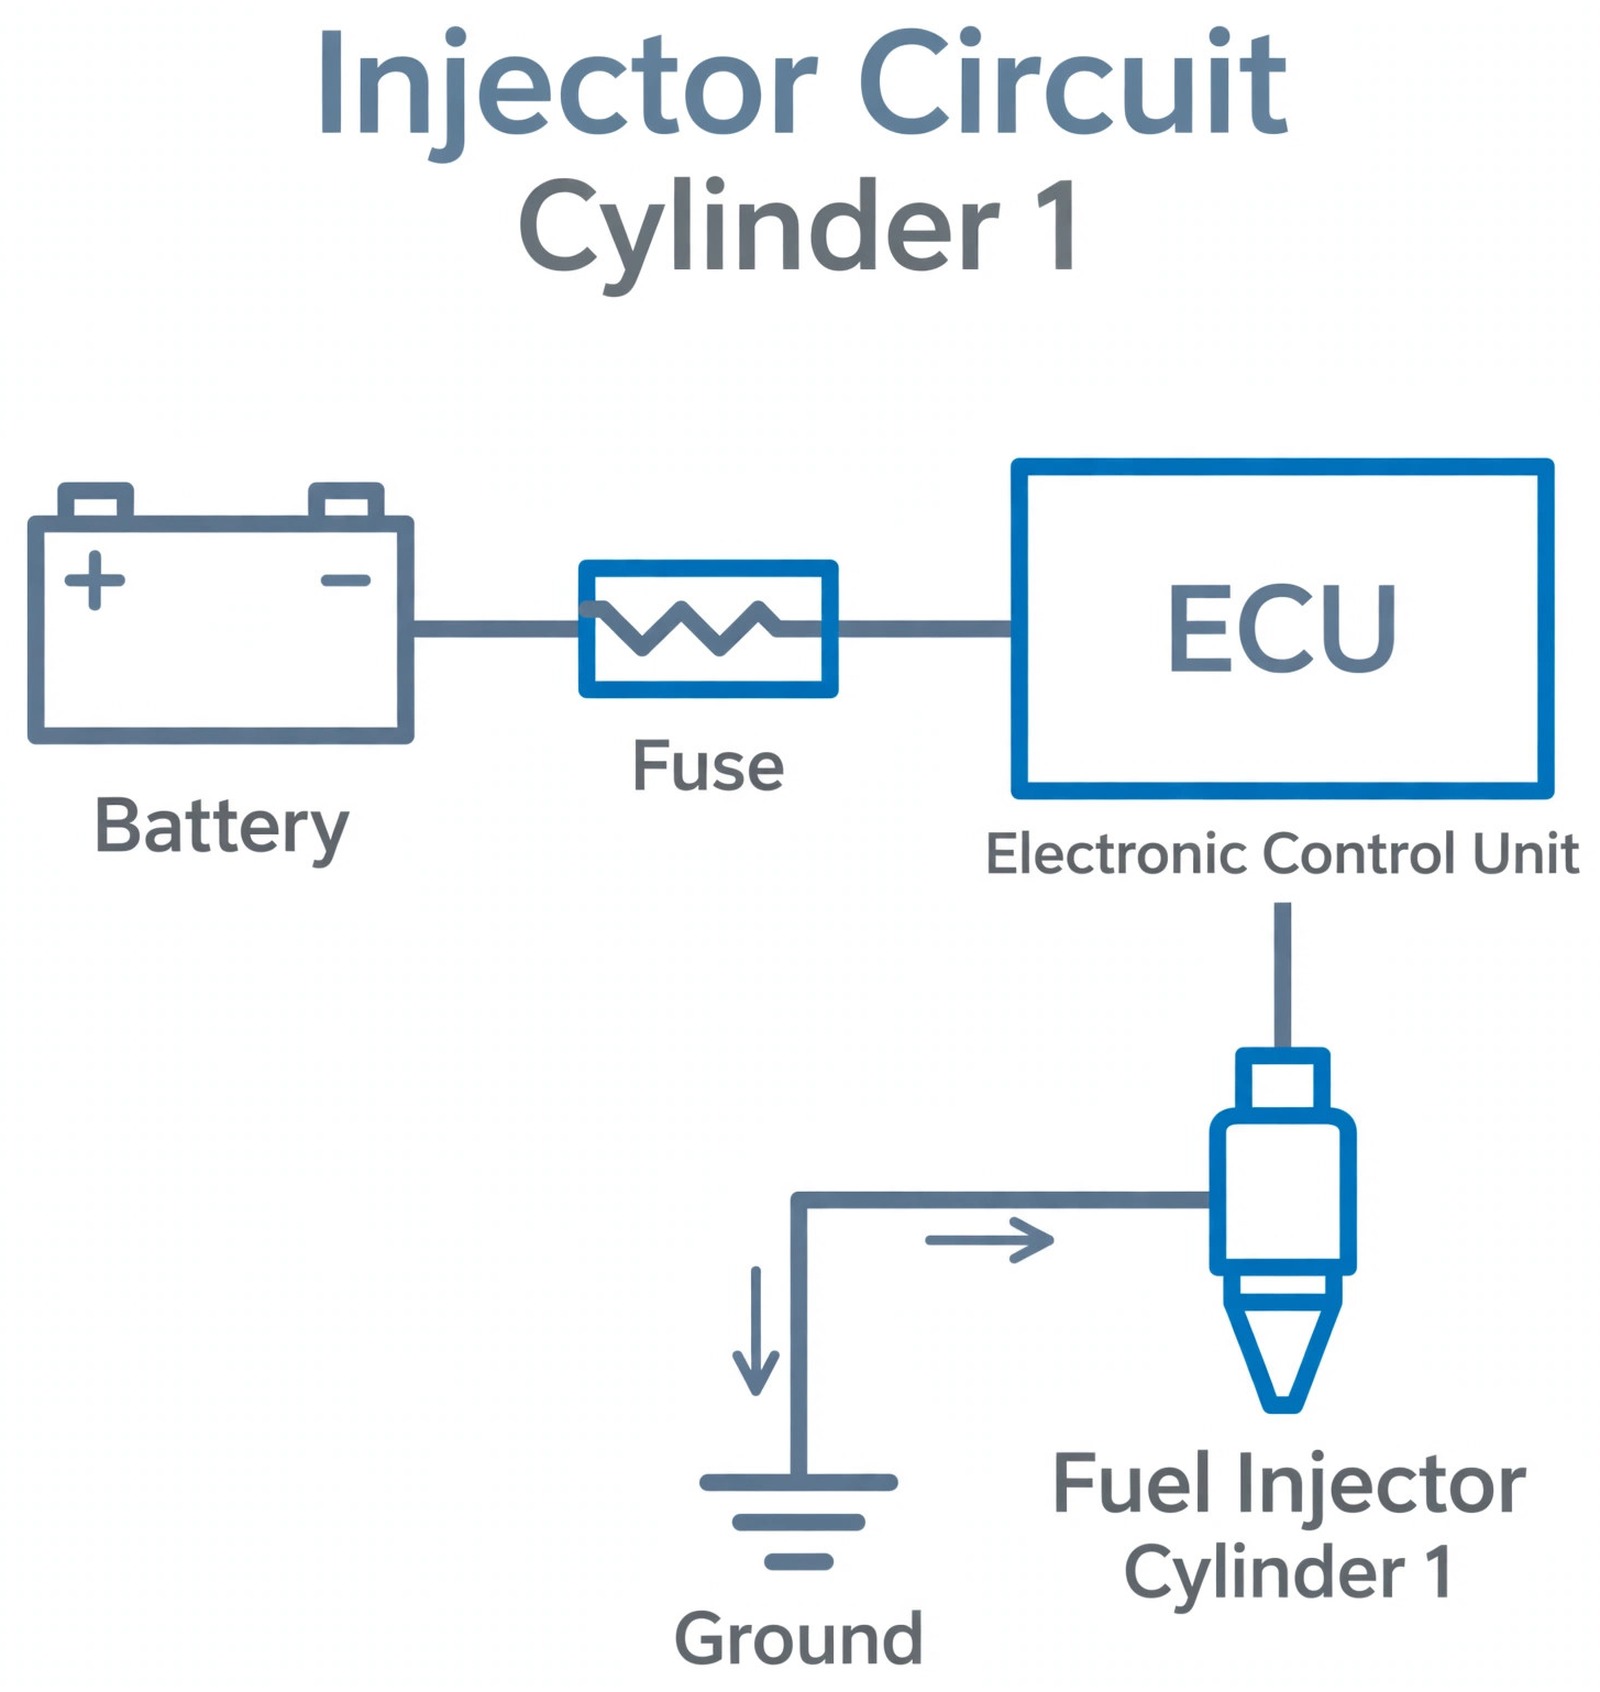 Injector Circuit
Cylinder 1
+ −
ECU
Fuse
Battery
Electronic Control Unit
Fuel Injector
Cylinder 1
Ground